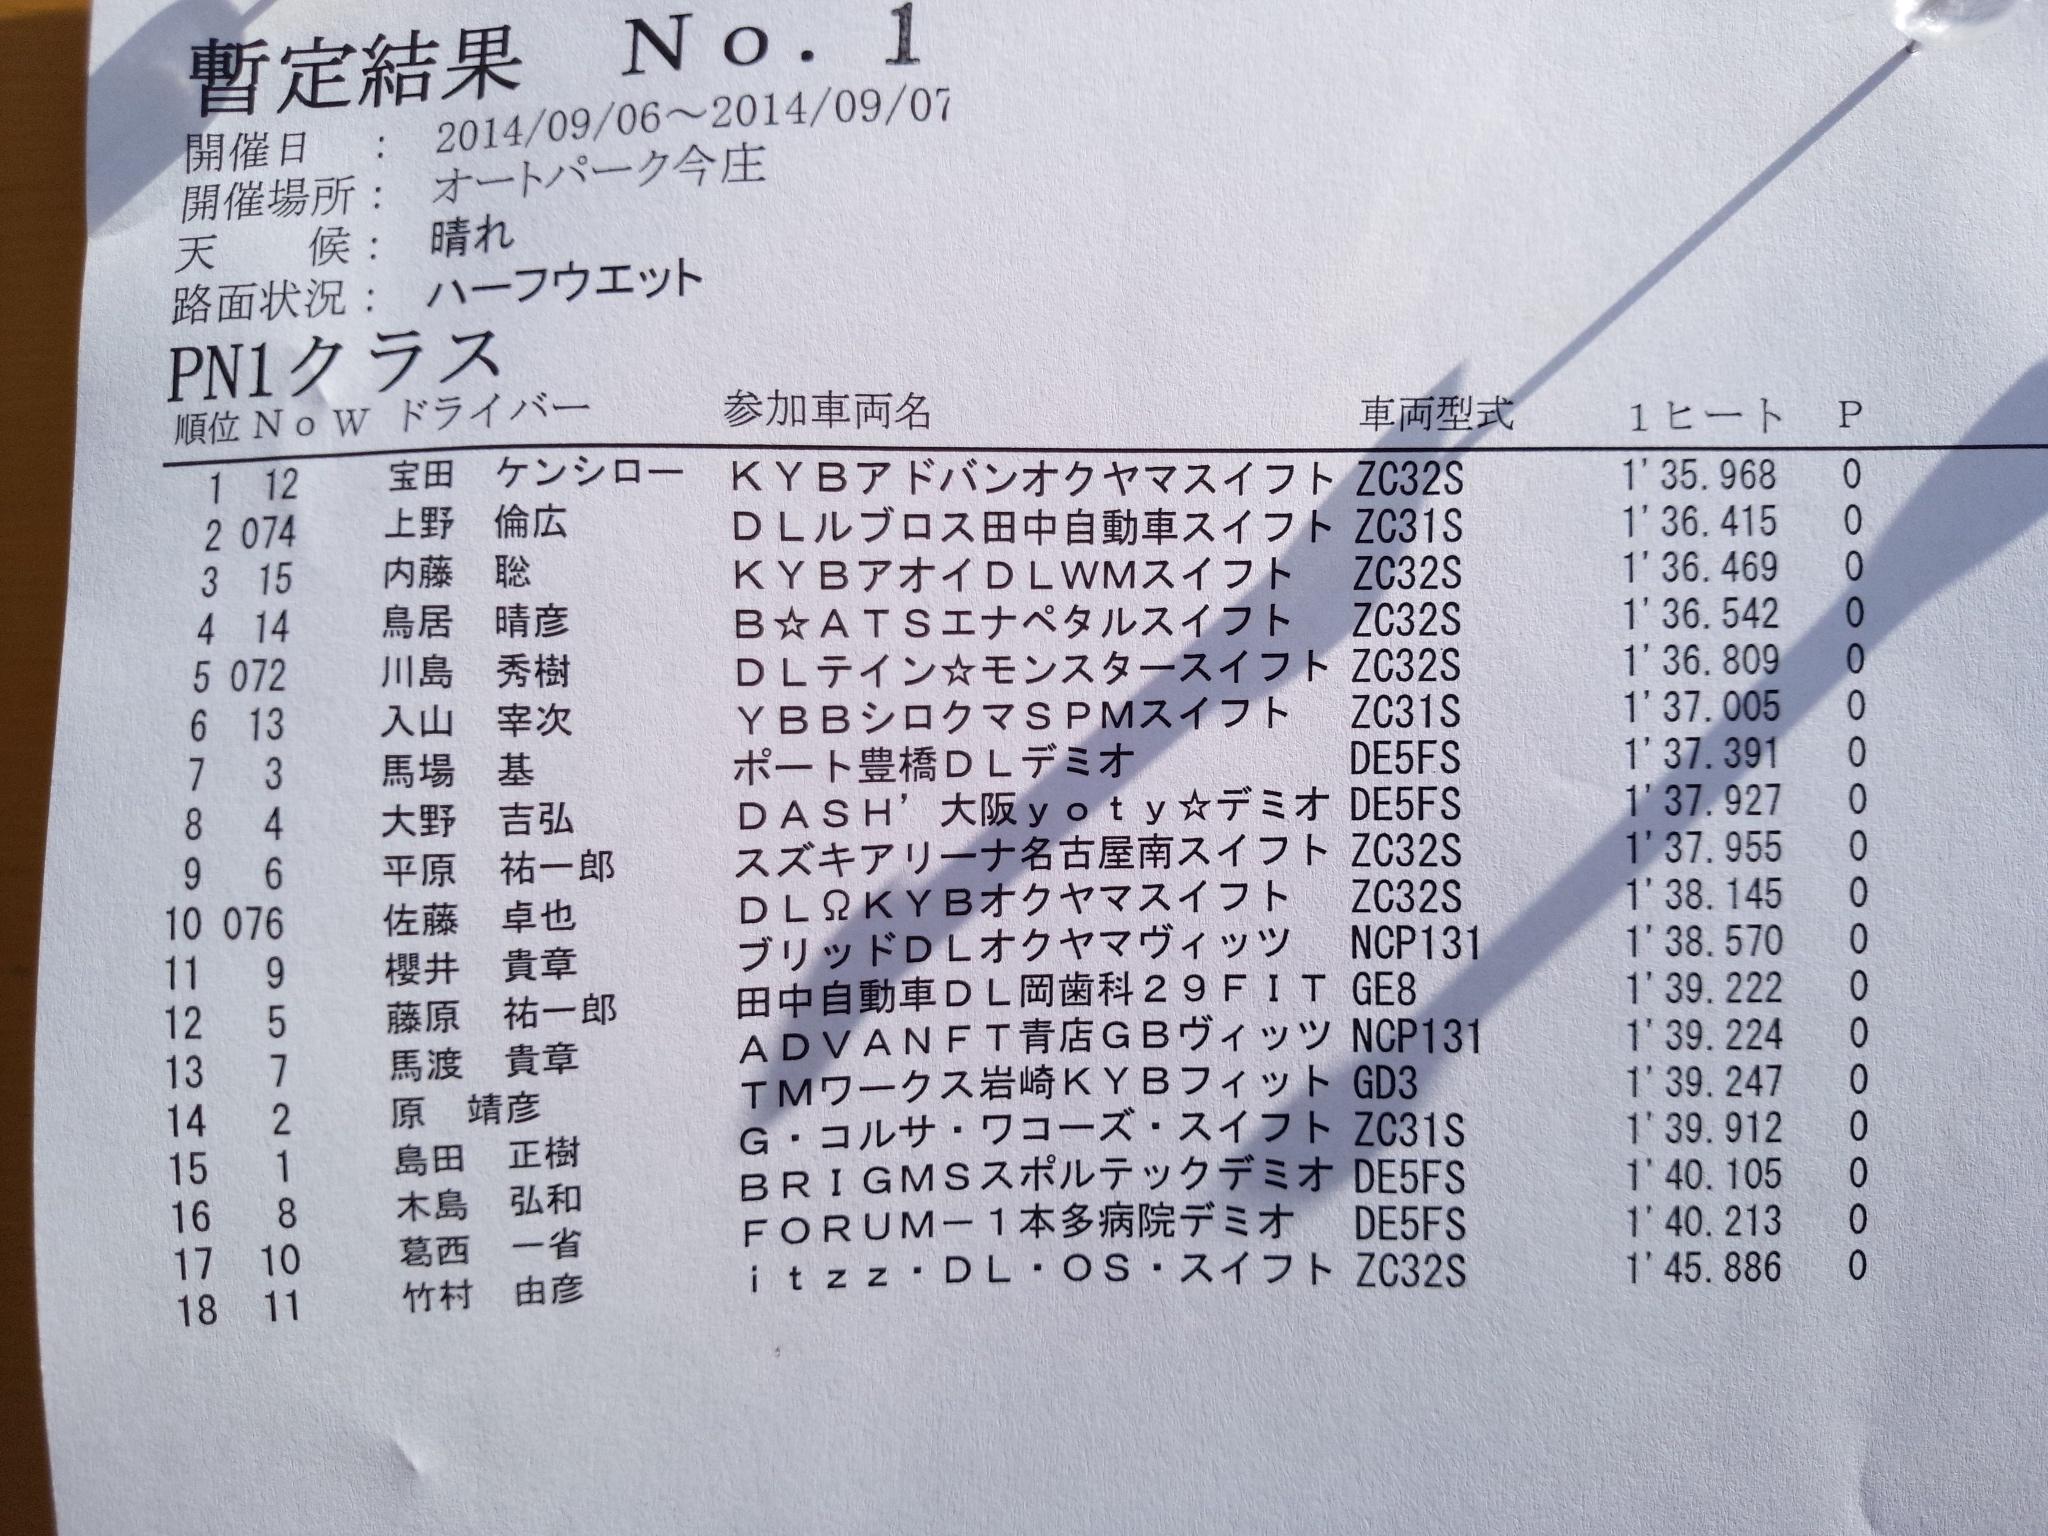 暫定結果　No. 1
開催日　： 2014/09/06～2014/09/07
開催場所： オートパーク今庄
天　　候： 晴れ
路面状況： ハーフウエット
PN1クラス
順位 No W ドライバー 参加車両名 車両型式 1ヒート P
1 12 宝田　ケンシロー KYBアドバンオクヤマスイフト ZC32S 1'35.968 0
2 074 上野　倫広 DLルブロス田中自動車スイフト ZC31S 1'36.415 0
3 15 内藤　聡 KYBアオイDLWMスイフト ZC32S 1'36.469 0
4 14 鳥居　晴彦 B☆ATSエナペタルスイフト ZC32S 1'36.542 0
5 072 川島　秀樹 DLテイン☆モンスタースイフト ZC32S 1'36.809 0
6 13 入山　宰次 YBBシロクマSPMスイフト ZC31S 1'37.005 0
7 3 馬場　基 ポート豊橋DLデミオ DE5FS 1'37.391 0
8 4 大野　吉弘 DASH’大阪yoty☆デミオ DE5FS 1'37.927 0
9 6 平原　祐一郎 スズキアリーナ名古屋南スイフト ZC32S 1'37.955 0
10 076 佐藤　卓也 DLΩKYBオクヤマスイフト ZC32S 1'38.145 0
11 9 櫻井　貴章 ブリッドDLオクヤマヴィッツ NCP131 1'38.570 0
12 5 藤原　祐一郎 田中自動車DL岡歯科29FIT GE8 1'39.222 0
13 7 馬渡　貴章 ADVANFT青店GBヴィッツ NCP131 1'39.224 0
14 2 原　靖彦 TMワークス岩崎KYBフィット GD3 1'39.247 0
15 1 島田　正樹 G・コルサ・ワコーズ・スイフト ZC31S 1'39.912 0
16 8 木島　弘和 BRIGMSスポルテックデミオ DE5FS 1'40.105 0
17 10 葛西　一省 FORUM－1本多病院デミオ DE5FS 1'40.213 0
18 11 竹村　由彦 itzz・DL・OS・スイフト ZC32S 1'45.886 0